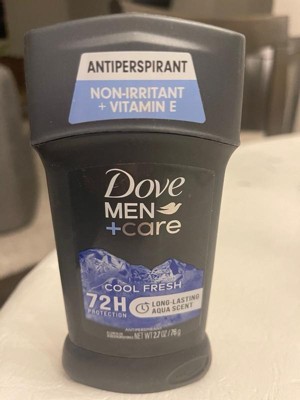 ANTIPERSPIRANT
NON-IRRITANT
+ VITAMIN E
Dove
MEN
+care
COOL FRESH
72H
PROTECTION
LONG-LASTING
AQUA SCENT
ANTIPERSPIRANT
NET WT 2.7 OZ / 76 g